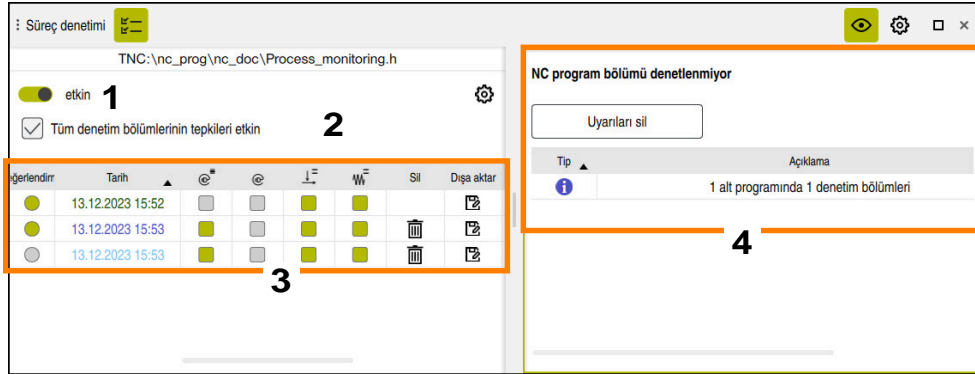 Süreç denetimi
TNC:\nc_prog\nc_doc\Process_monitoring.h
etkin 1
Tüm denetim bölümlerinin tepkileri etkin 2
eğerlendirr Tarih Sil Dışa aktar
13.12.2023 15:52
13.12.2023 15:53
13.12.2023 15:53
3
NC program bölümü denetlenmiyor
Uyarıları sil
Tip Açıklama
1 alt programında 1 denetim bölümleri
4